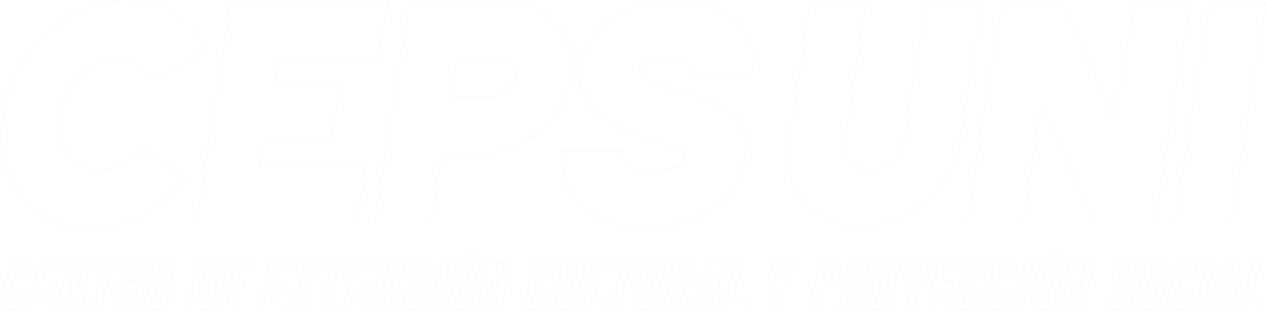 CEPSUNI
CENTRO DE EXTENSIÓN CULTURAL Y PROYECCIÓN SOCIAL